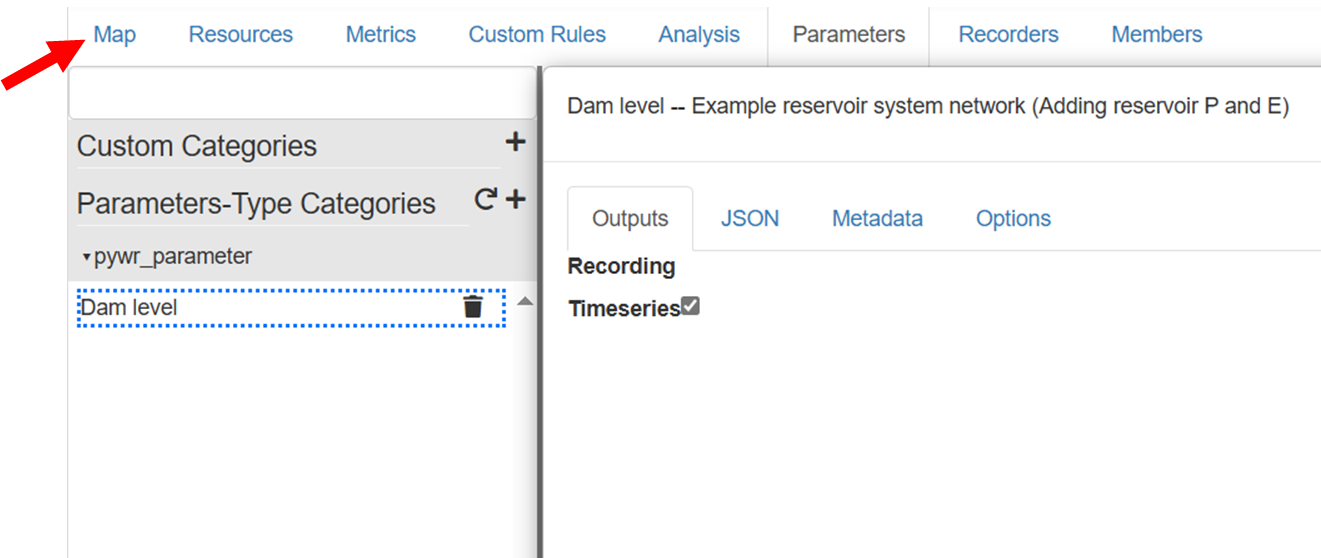 Map Resources Metrics Custom Rules Analysis Parameters Recorders Members
Custom Categories
Parameters-Type Categories
pywr_parameter
Dam level
Dam level -- Example reservoir system network (Adding reservoir P and E)
Outputs JSON Metadata Options
Recording
Timeseries